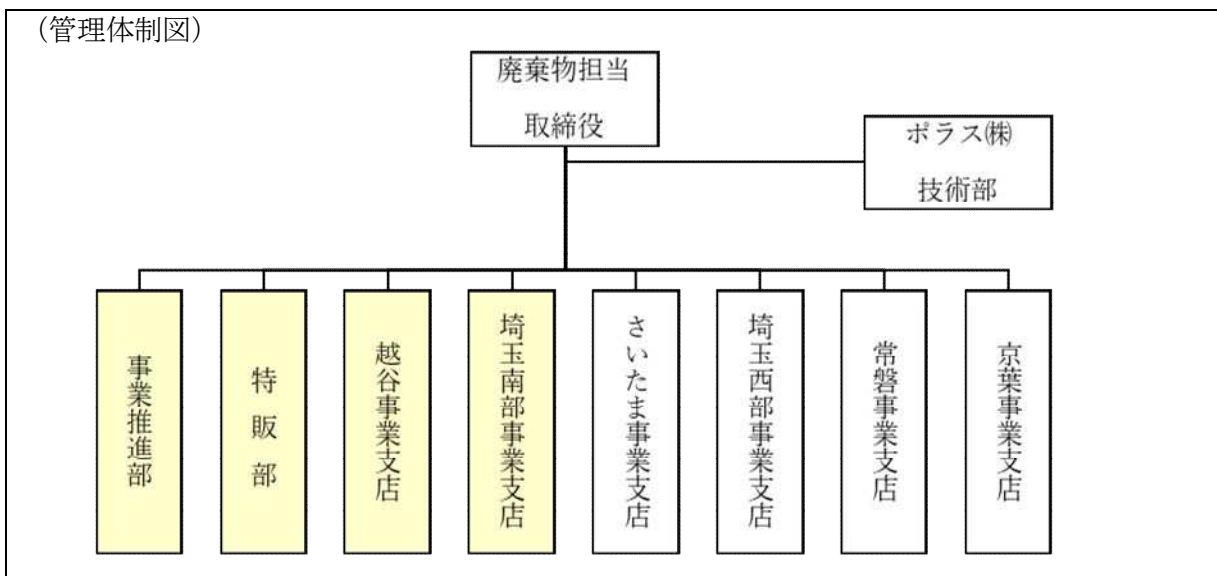 （管理体制図）
廃棄物担当
取締役
ポラス㈱
技術部
事業推進部
特販部
越谷事業支店
埼玉南部事業支店
さいたま事業支店
埼玉西部事業支店
常磐事業支店
京葉事業支店